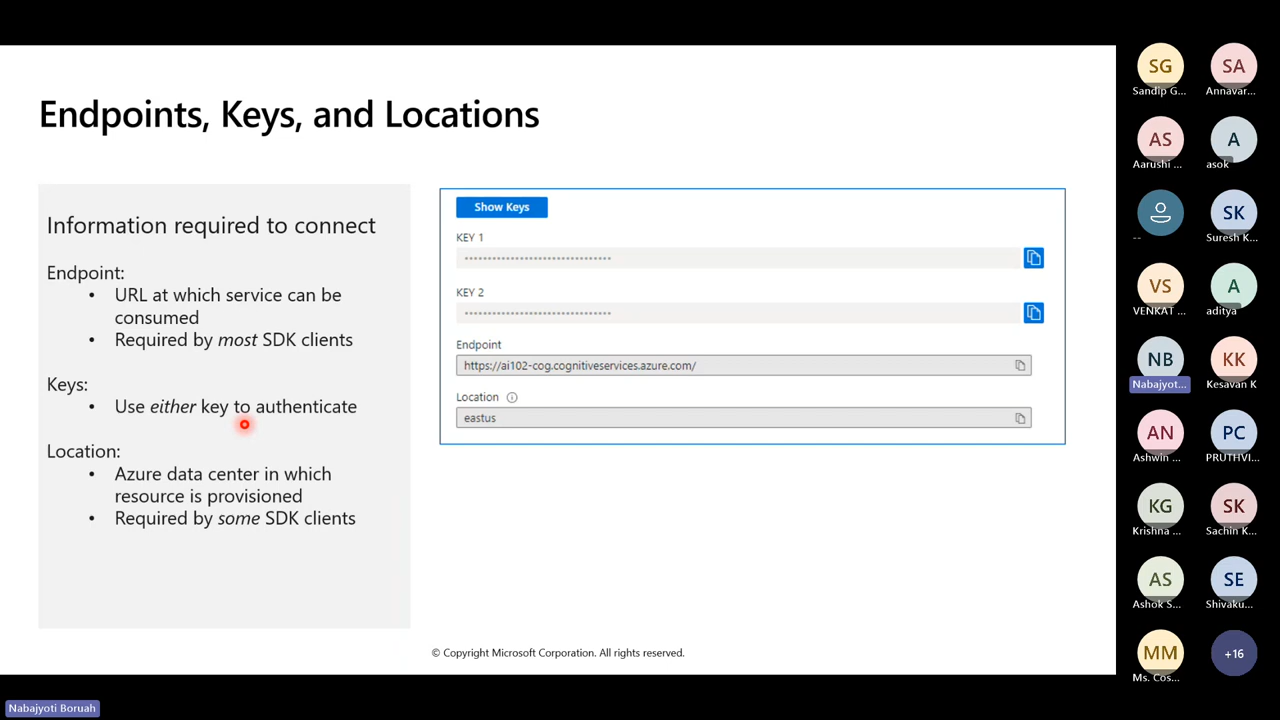 Endpoints, Keys, and Locations
Information required to connect
Endpoint:
• URL at which service can be
consumed
• Required by most SDK clients
Keys:
• Use either key to authenticate
Location:
• Azure data center in which
resource is provisioned
• Required by some SDK clients
Show Keys
KEY 1
KEY 2
Endpoint
https://ai102-cog.cognitiveservices.azure.com/
Location
eastus
© Copyright Microsoft Corporation. All rights reserved.
SG
SA
Sandip G...
Annavar...
AS
A
Aarushi ...
asok
SK
--
Suresh K...
VS
A
VENKAT ...
aditya
NB
KK
Nabajyot...
Kesavan K
AN
PC
Ashwin ...
PRUTHVI...
KG
SK
Krishna ...
Sachin K...
AS
SE
Ashok S...
Shivaku...
MM
+16
Ms. Cos...
Nabajyoti Boruah